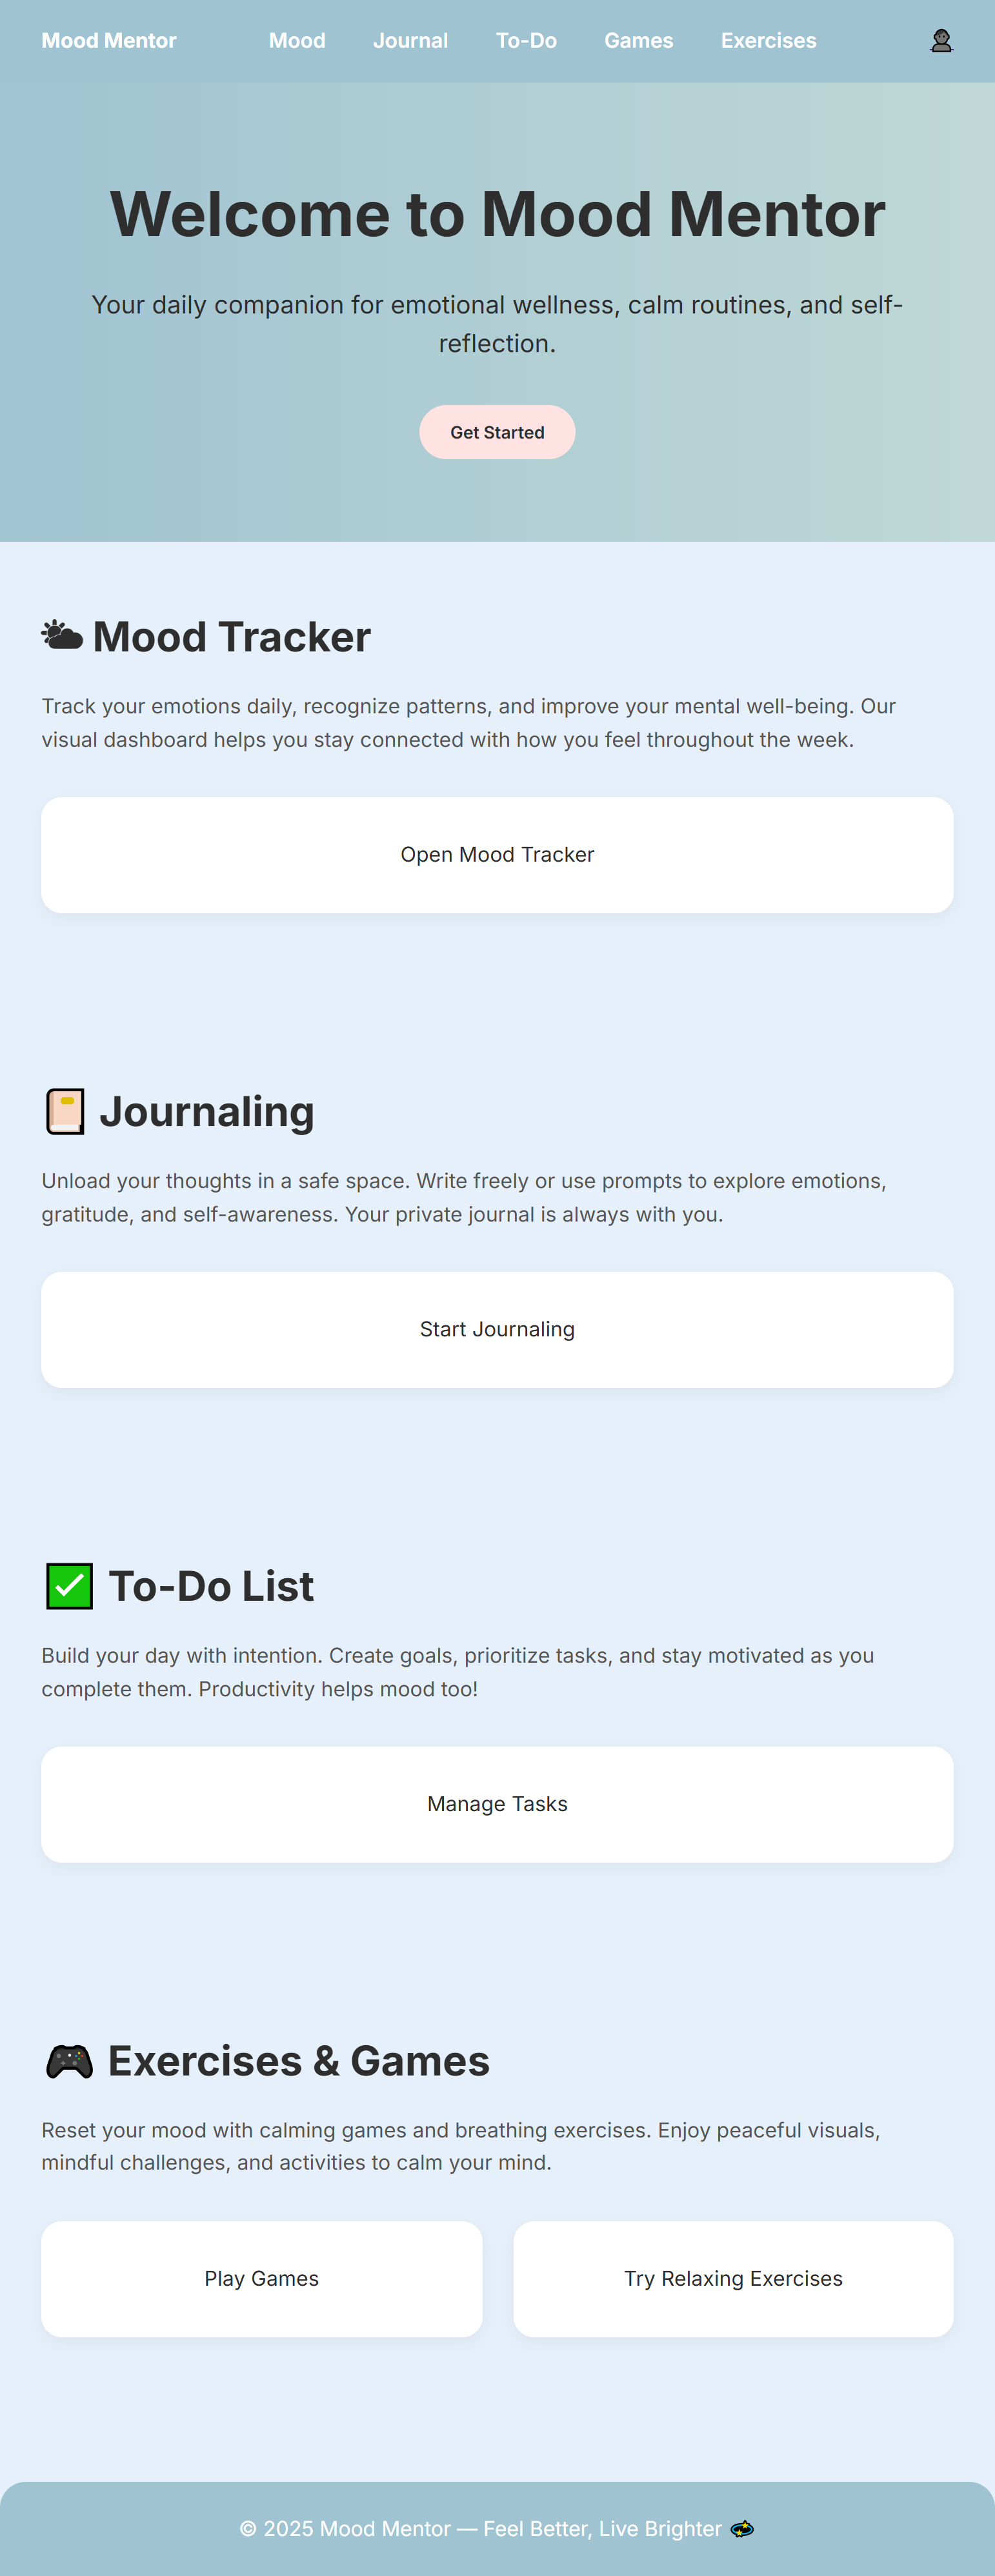 Mood Mentor Mood Journal To-Do Games Exercises
Welcome to Mood Mentor
Your daily companion for emotional wellness, calm routines, and self-
reflection.
Get Started
Mood Tracker
Track your emotions daily, recognize patterns, and improve your mental well-being. Our
visual dashboard helps you stay connected with how you feel throughout the week.
Open Mood Tracker
Journaling
Unload your thoughts in a safe space. Write freely or use prompts to explore emotions,
gratitude, and self-awareness. Your private journal is always with you.
Start Journaling
To-Do List
Build your day with intention. Create goals, prioritize tasks, and stay motivated as you
complete them. Productivity helps mood too!
Manage Tasks
Exercises & Games
Reset your mood with calming games and breathing exercises. Enjoy peaceful visuals,
mindful challenges, and activities to calm your mind.
Play Games Try Relaxing Exercises
© 2025 Mood Mentor — Feel Better, Live Brighter